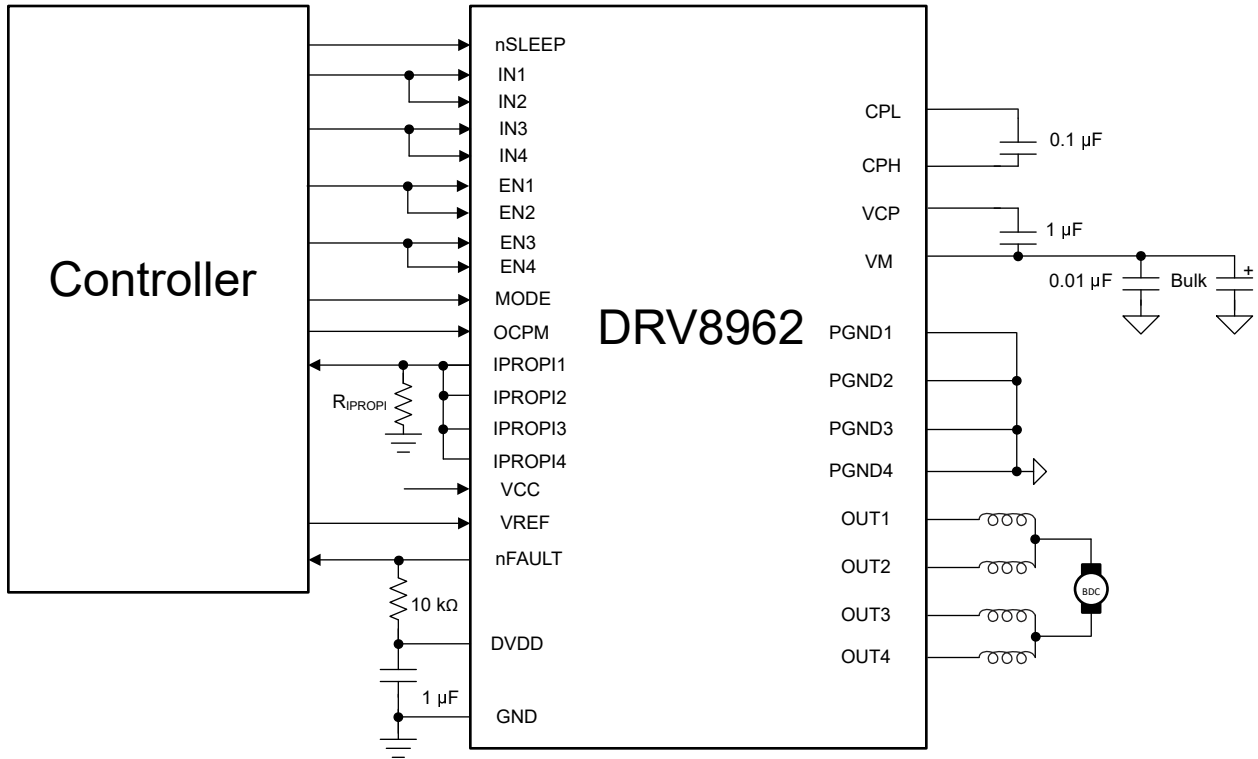 Controller
DRV8962
nSLEEP
IN1
IN2
IN3
IN4
EN1
EN2
EN3
EN4
MODE
OCPM
IPROPI1
IPROPI2
IPROPI3
IPROPI4
VCC
VREF
nFAULT
DVDD
GND
RIPROPI
10 kΩ
1 µF
CPL
CPH
VCP
VM
PGND1
PGND2
PGND3
PGND4
OUT1
OUT2
OUT3
OUT4
0.1 µF
1 µF
0.01 µF
Bulk
+
BDC